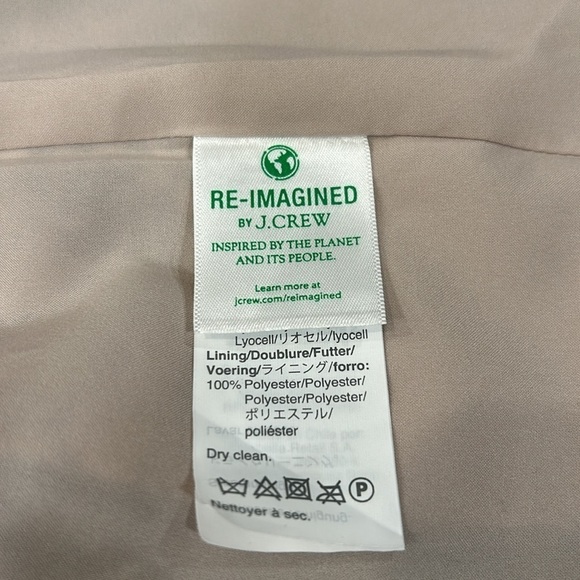 RE-IMAGINED
BY J.CREW
INSPIRED BY THE PLANET
AND ITS PEOPLE.
Learn more at
jcrew.com/reimagined
Lyocell/リオセル/lyocell
Lining/Doublure/Futter/
Voering/ライニング/forro:
100% Polyester/Polyester/
Polyester/Polyester/
ポリエステル/
poliéster
Dry clean.
P
Nettoyer à sec.